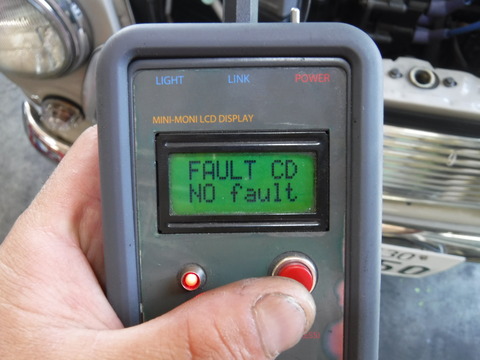 LIGHT LINK POWER
MINI-MONI LCD DISPLAY
FAULT CD
NO fault